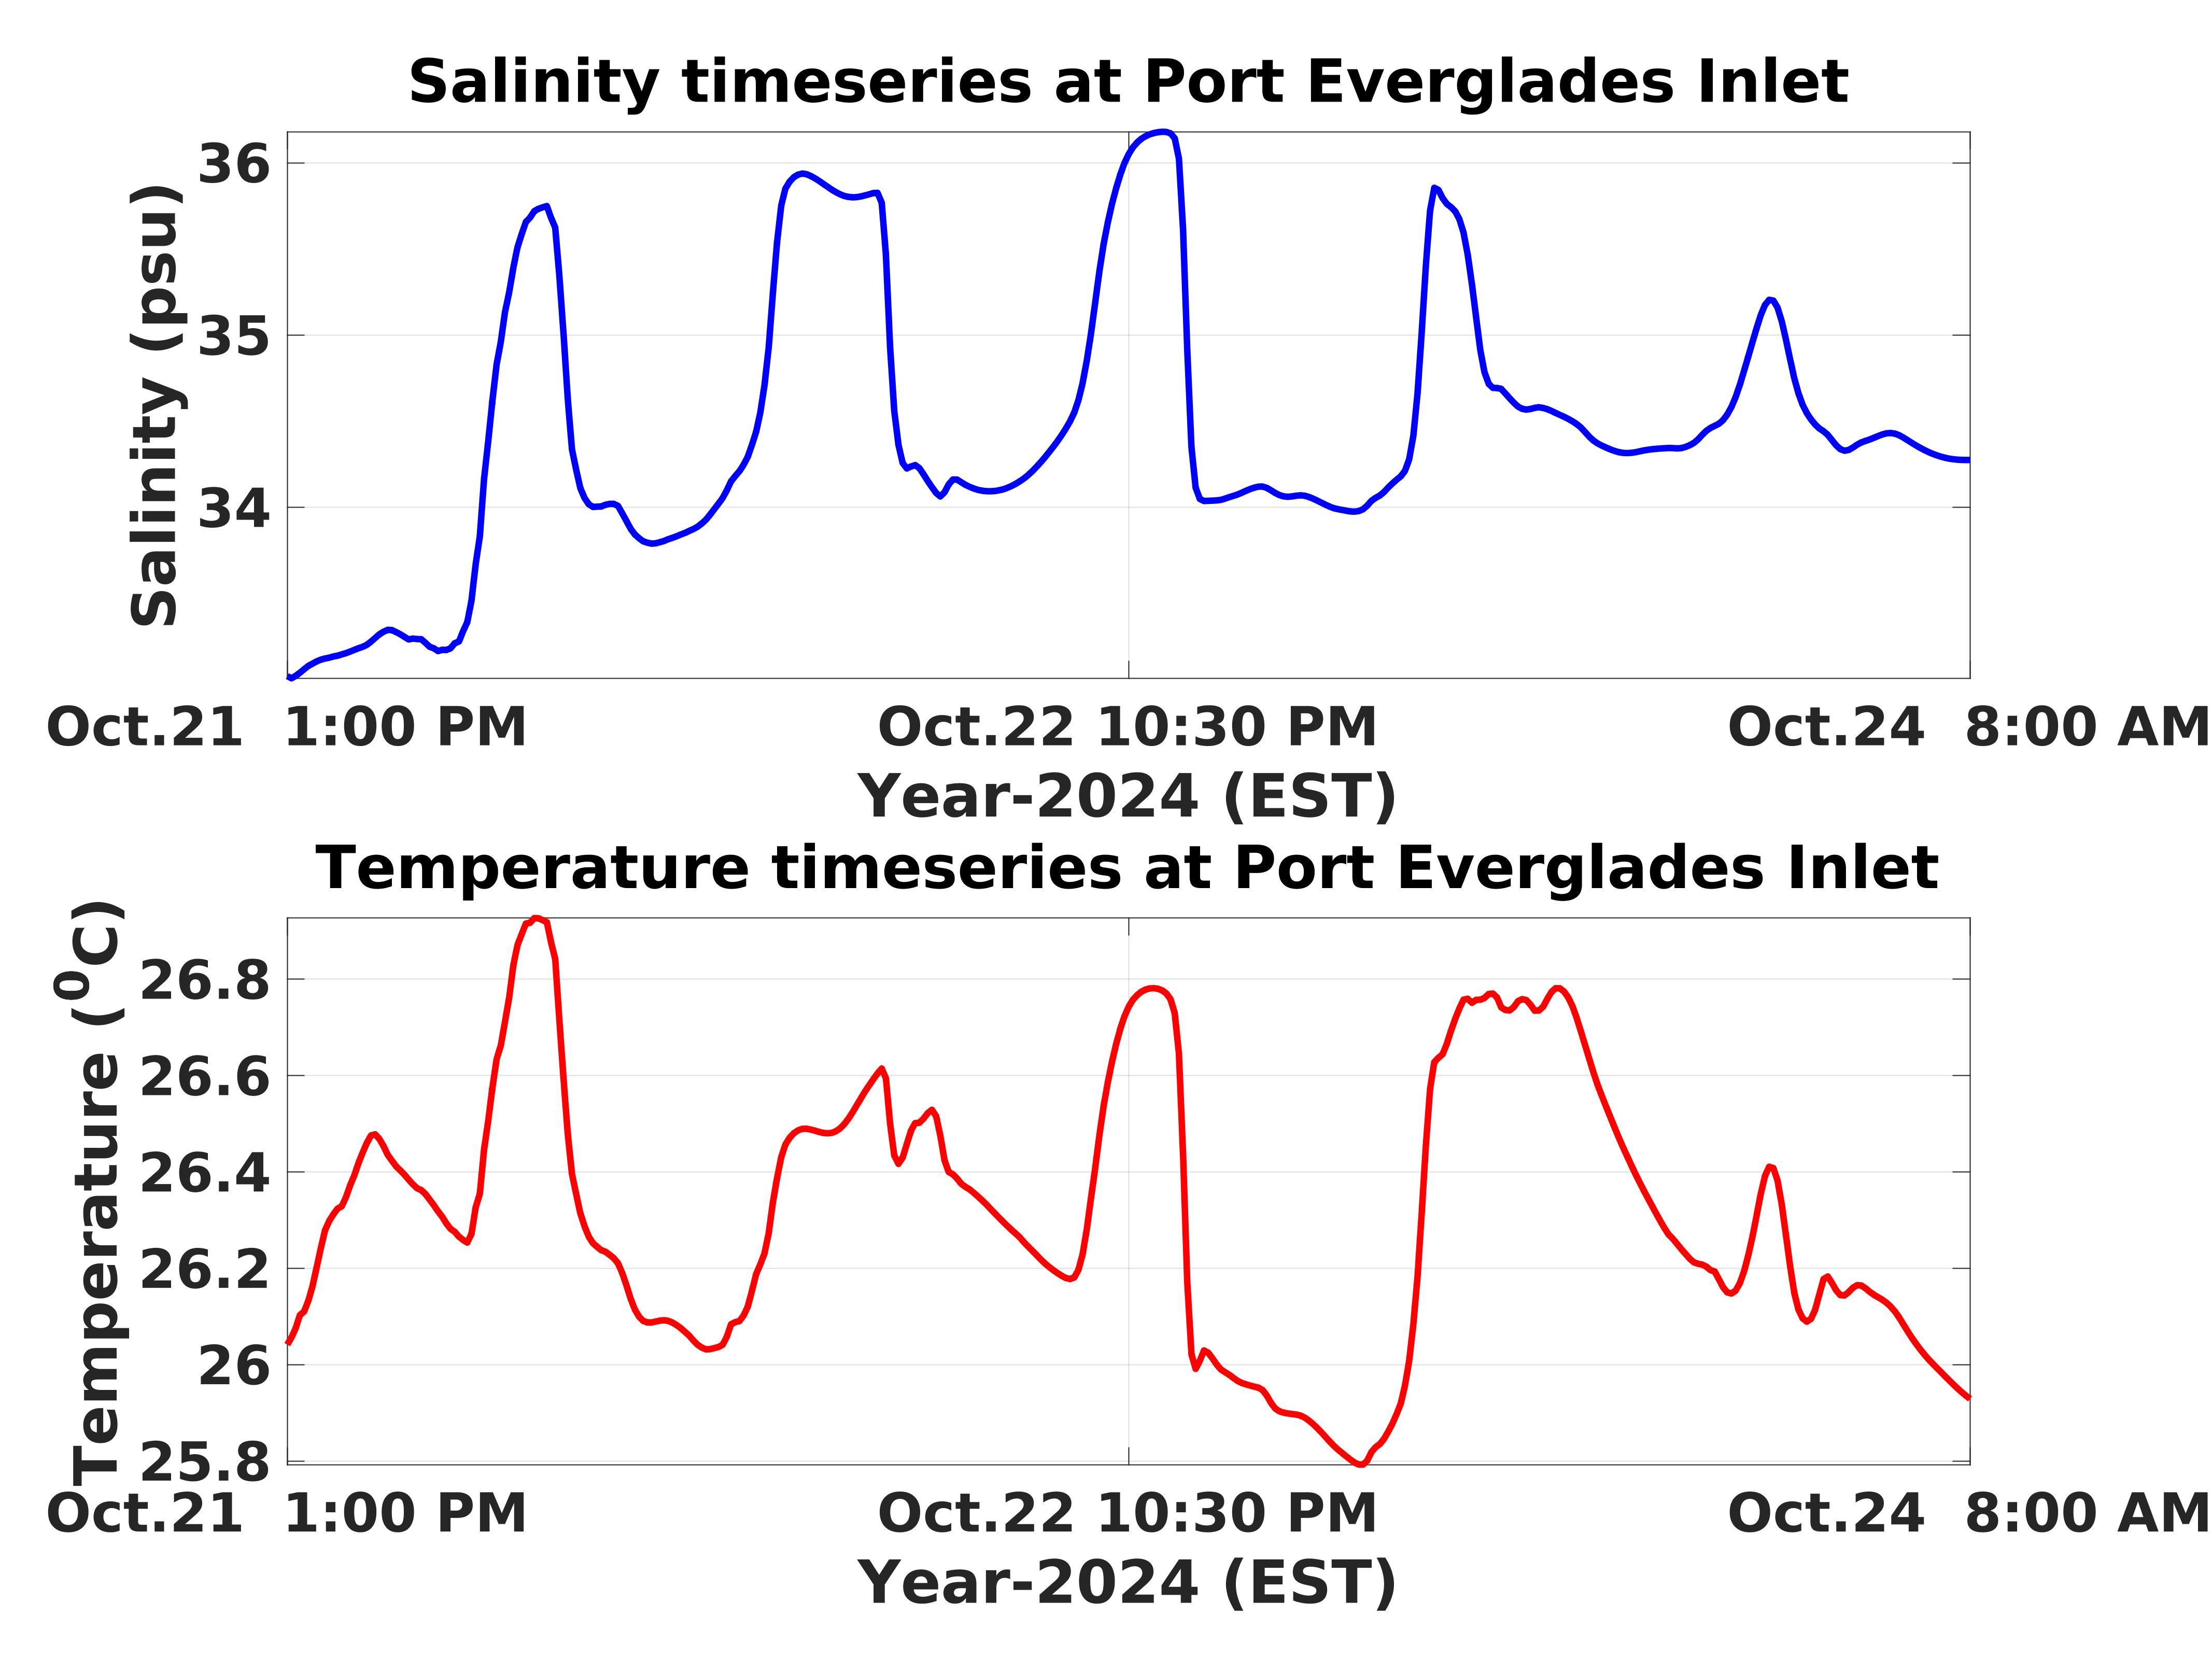 Salinity timeseries at Port Everglades Inlet
Salinity (psu)
36
35
34
Oct.21  1:00 PM
Oct.22 10:30 PM
Oct.24  8:00 AM
Year-2024 (EST)
Temperature timeseries at Port Everglades Inlet
Temperature (⁰C)
26.8
26.6
26.4
26.2
26
25.8
Oct.21  1:00 PM
Oct.22 10:30 PM
Oct.24  8:00 AM
Year-2024 (EST)